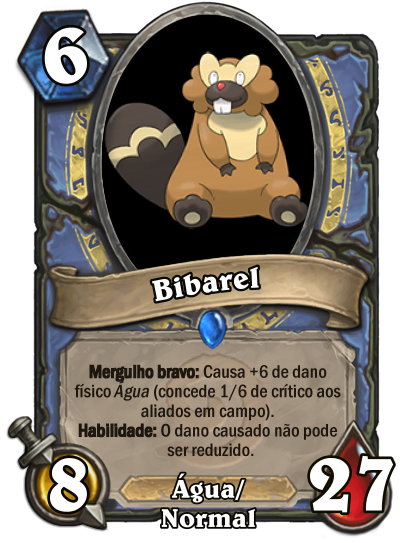 6
Bibarel
Mergulho bravo: Causa +6 de dano
físico Água (concede 1/6 de crítico aos
aliados em campo).
Habilidade: O dano causado não pode
ser reduzido.
8
Água/
Normal
27